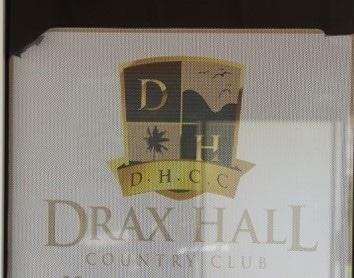 D
H
D.H.C.C
DRAX HALL
COUNTRY CLUB